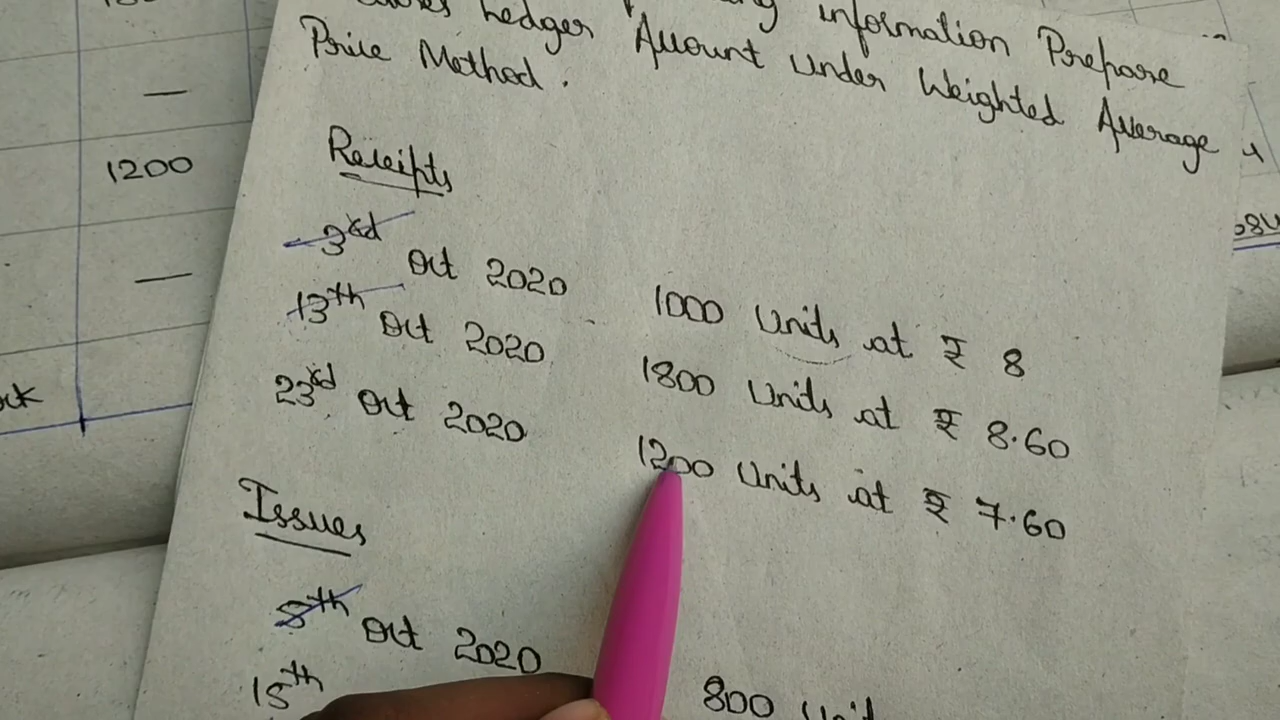 Ledger information Prepare
Account under Weighted Average
Price Method.
Receipts
3rd Oct 2020 1000 Units at ₹ 8
13th Oct 2020 1800 Units at ₹ 8.60
23rd Oct 2020 1200 Units at ₹ 7.60
Issues
8th Oct 2020 800
15th
1200